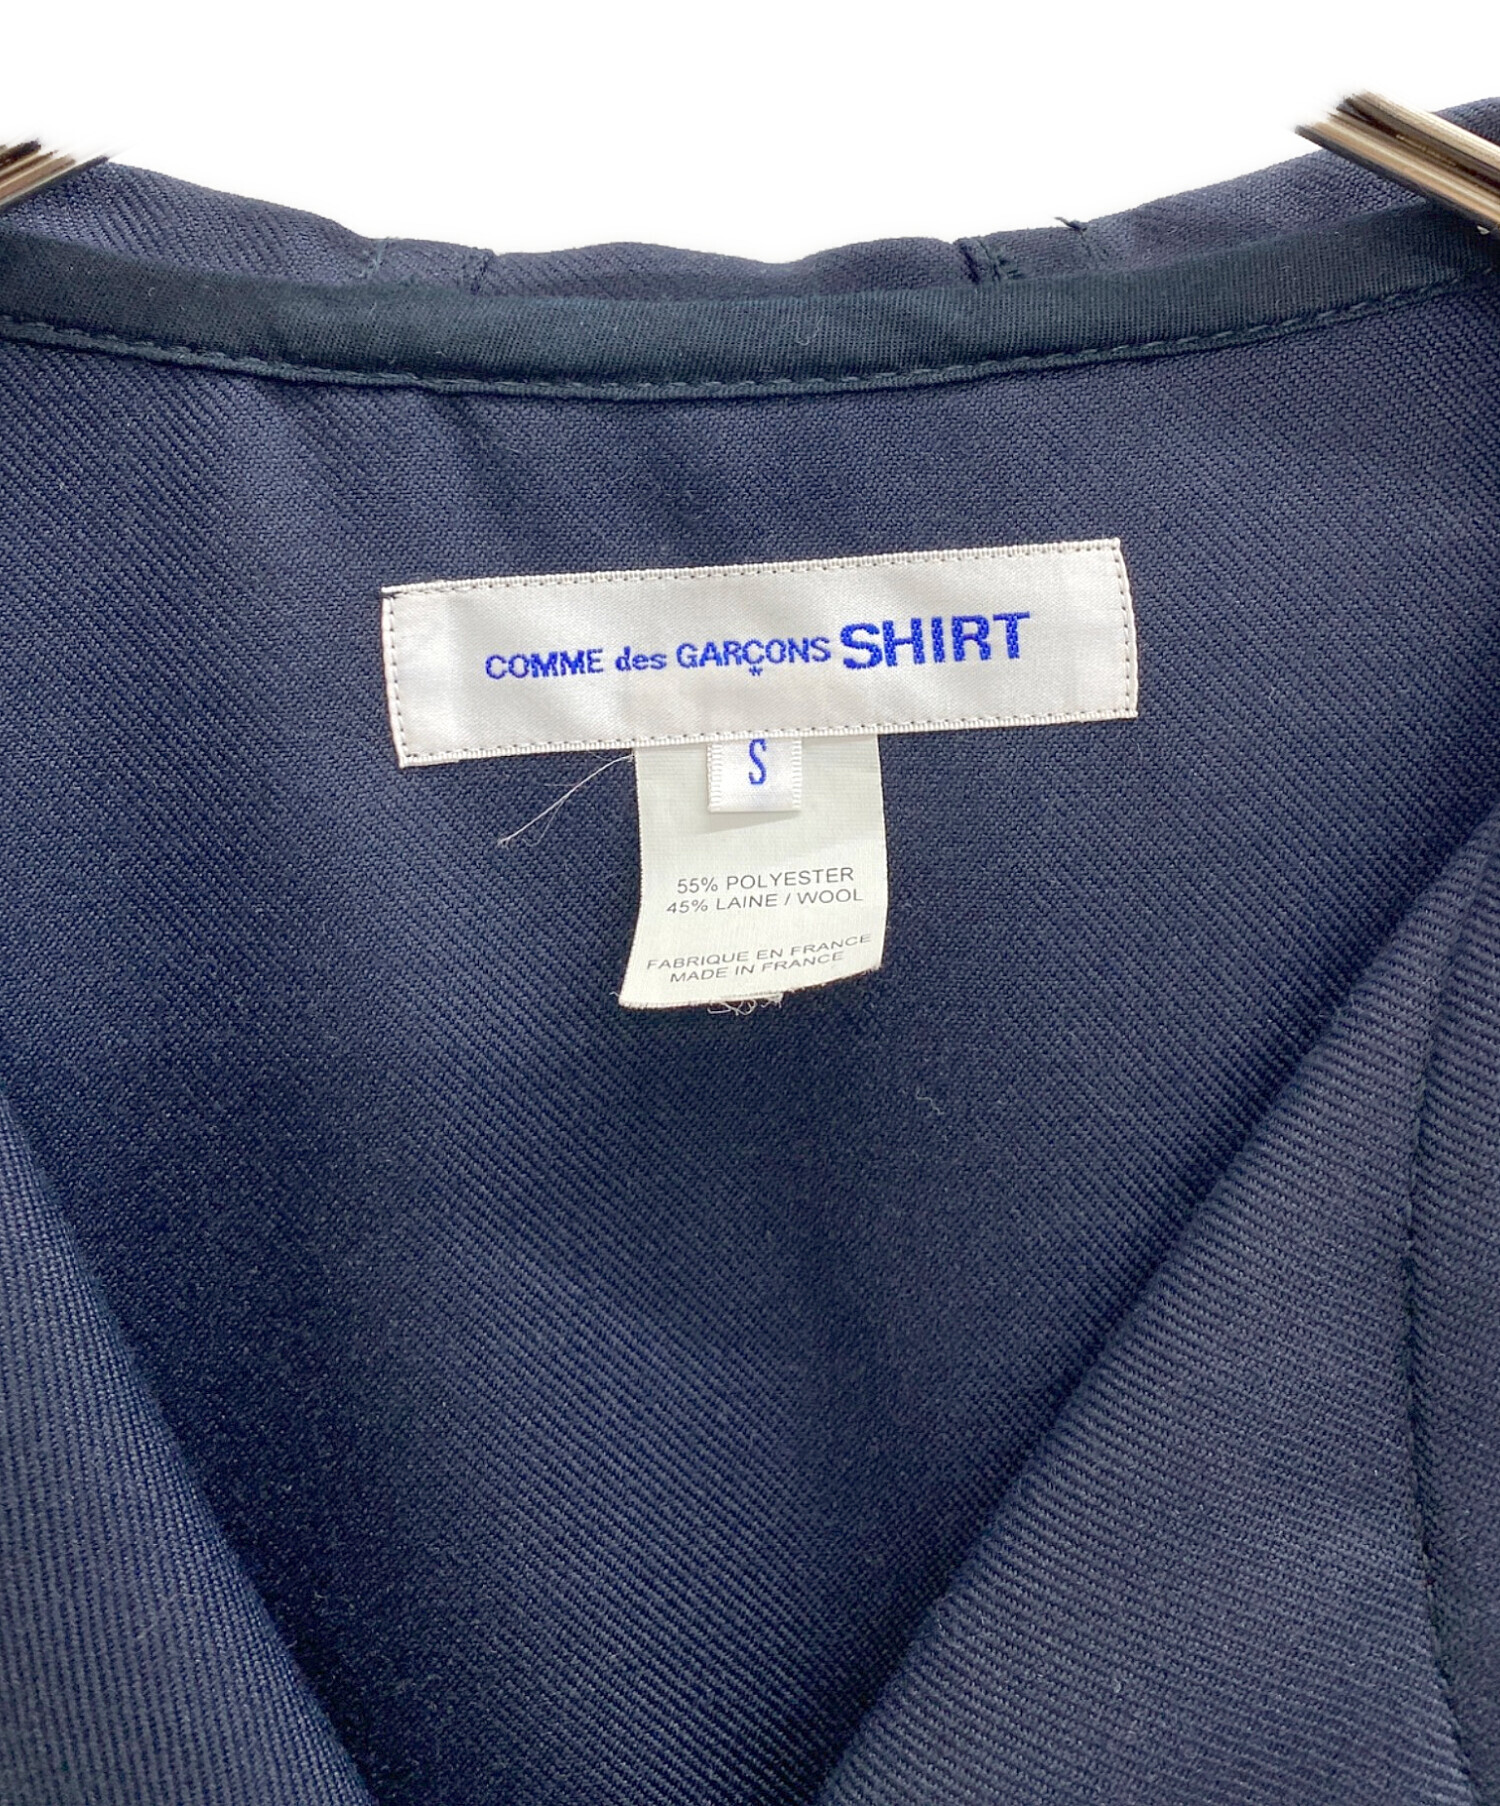 COMME des GARÇONS SHIRT
S
55% POLYESTER
45% LAINE / WOOL
FABRIQUE EN FRANCE
MADE IN FRANCE